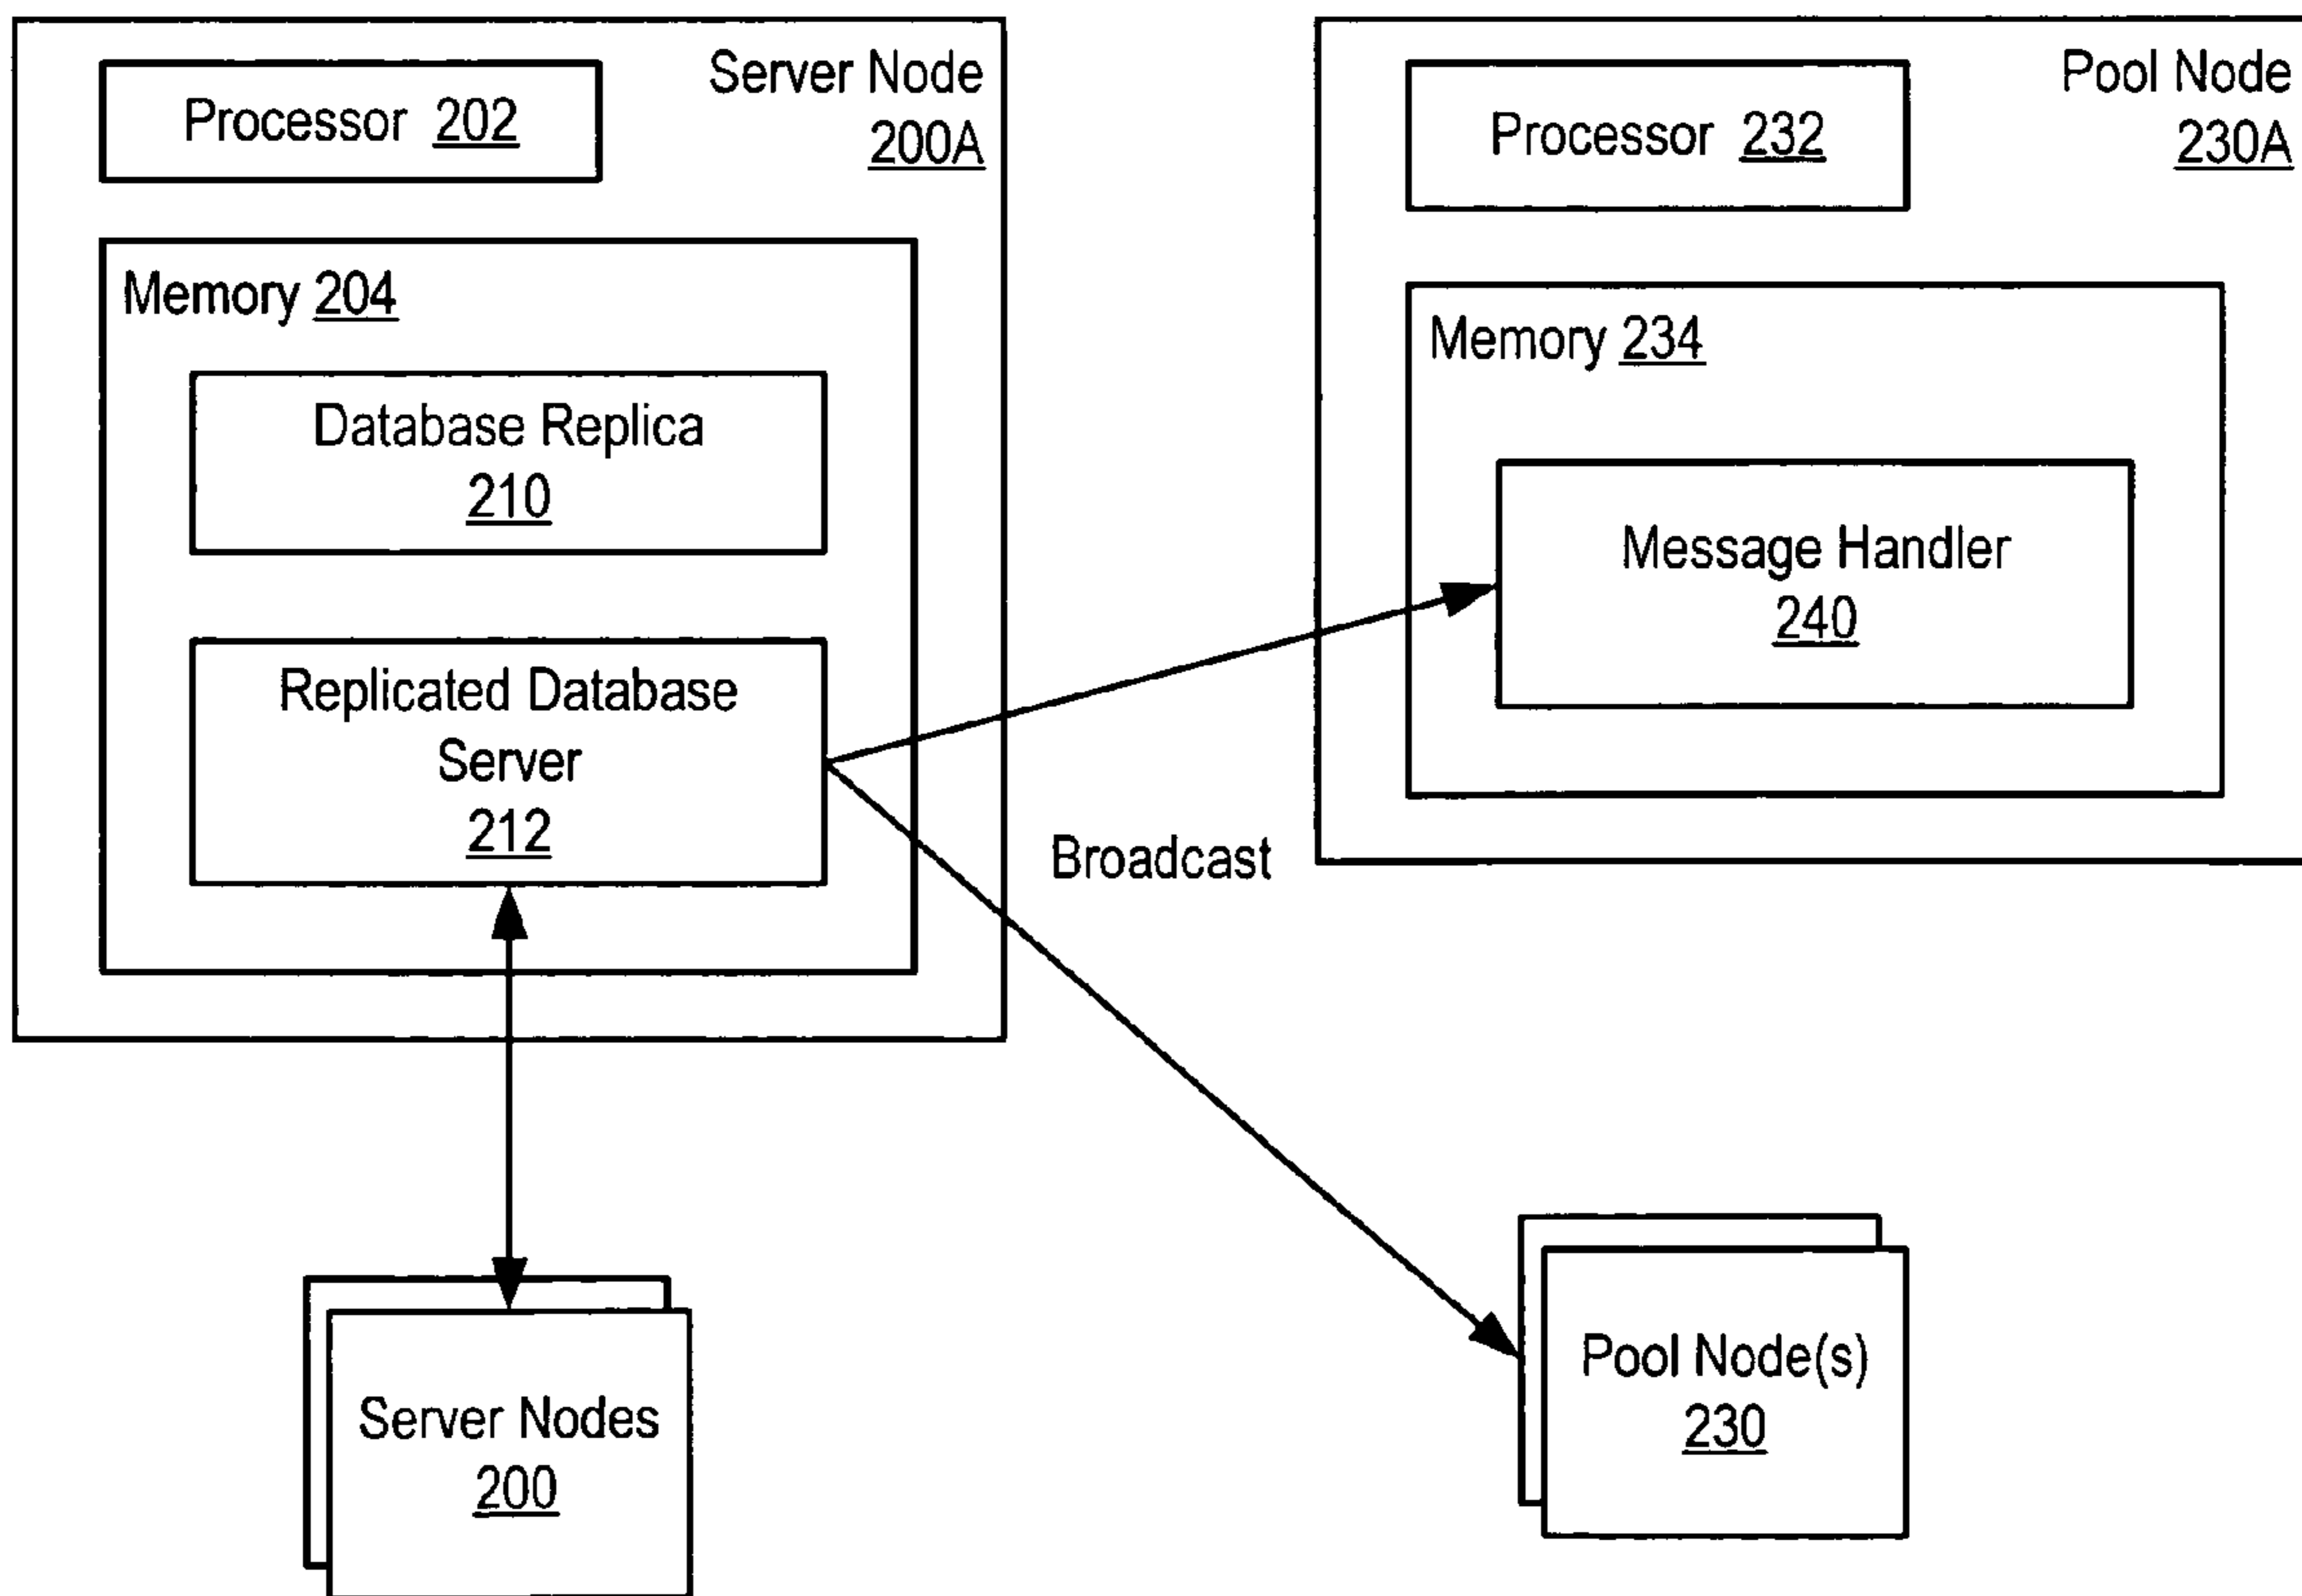 Server Node
200A
Processor 202
Memory 204
Database Replica
210
Replicated Database
Server
212
Pool Node
230A
Processor 232
Memory 234
Message Handler
240
Broadcast
Server Nodes
200
Pool Node(s)
230